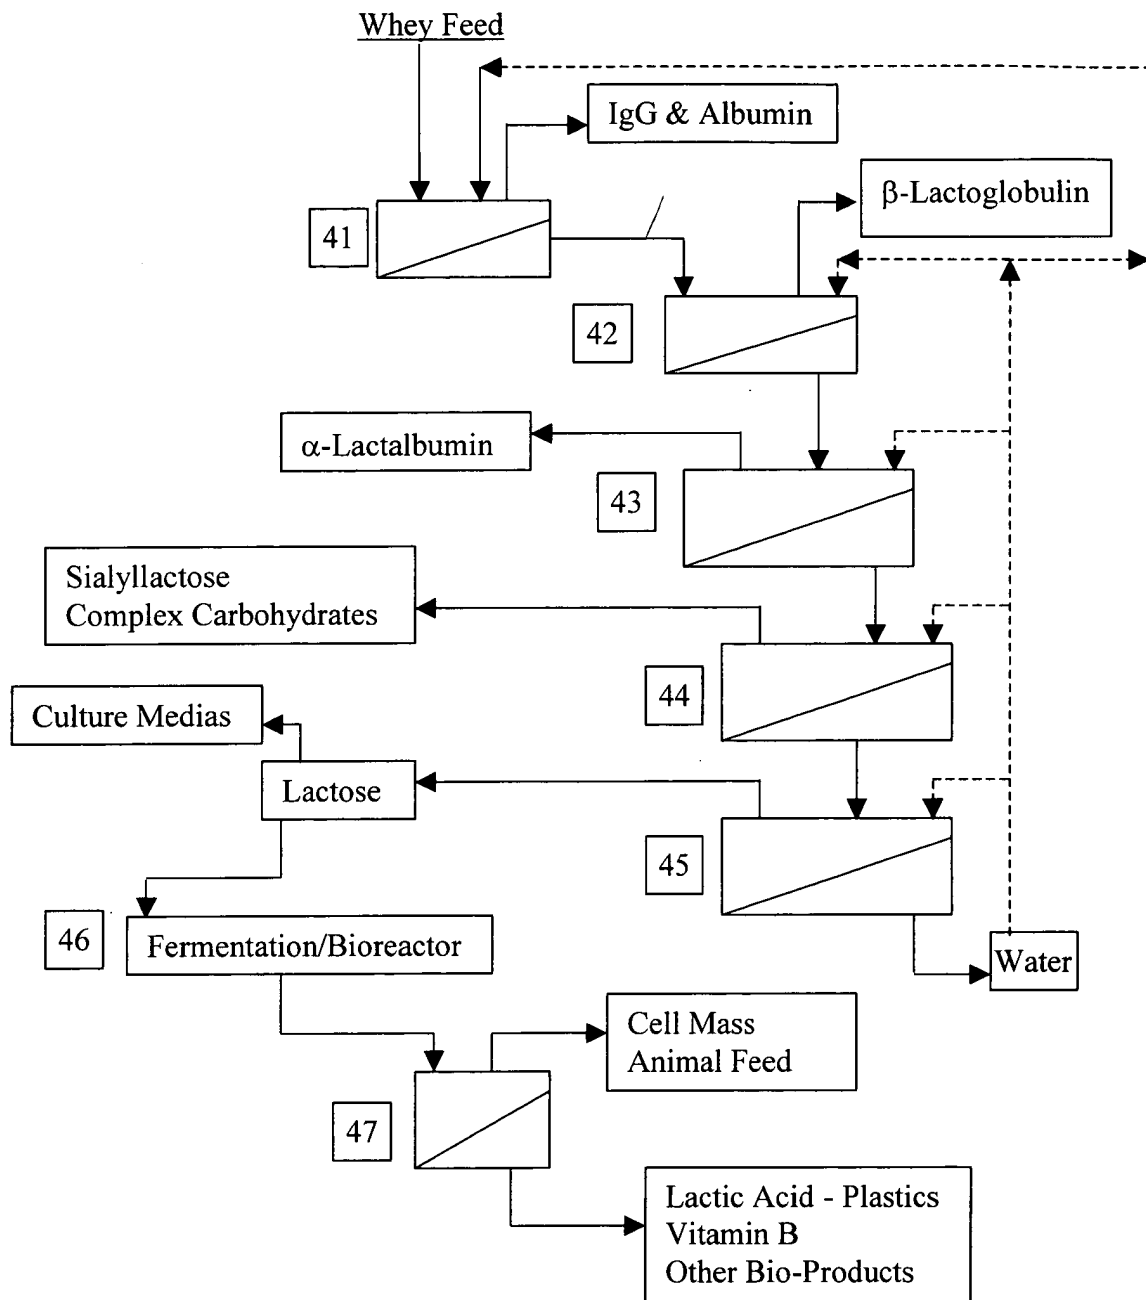 Whey Feed
IgG & Albumin
β-Lactoglobulin
41
42
α-Lactalbumin
43
Sialyllactose
Complex Carbohydrates
44
Culture Medias
Lactose
45
46
Fermentation/Bioreactor
Water
Cell Mass
Animal Feed
47
Lactic Acid - Plastics
Vitamin B
Other Bio-Products